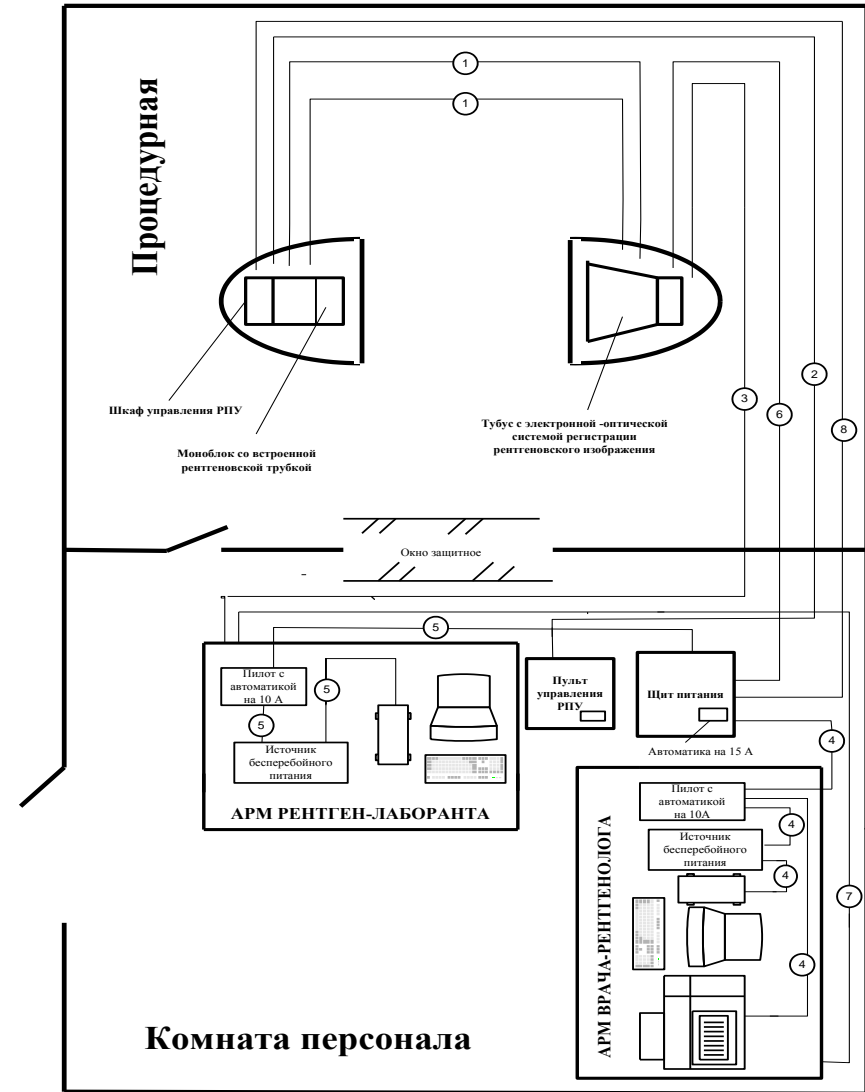 Процедурная
1
1
2
3
6
8
Шкаф управления РПУ
Моноблок со встроенной
рентгеновской трубкой
Тубус с электронной -оптической
системой регистрации
рентгеновского изображения
Окно защитное
5
Пилот с
автоматикой
на 10 А
5
5
Источник
бесперебойного
питания
АРМ РЕНТГЕН-ЛАБОРАНТА
Пульт
управления
РПУ
Щит питания
Автоматика на 15 А
4
АРМ ВРАЧА-РЕНТГЕНОЛОГА
Пилот с
автоматикой
на 10А
4
Источник
бесперебойного
питания
4
7
4
Комната персонала